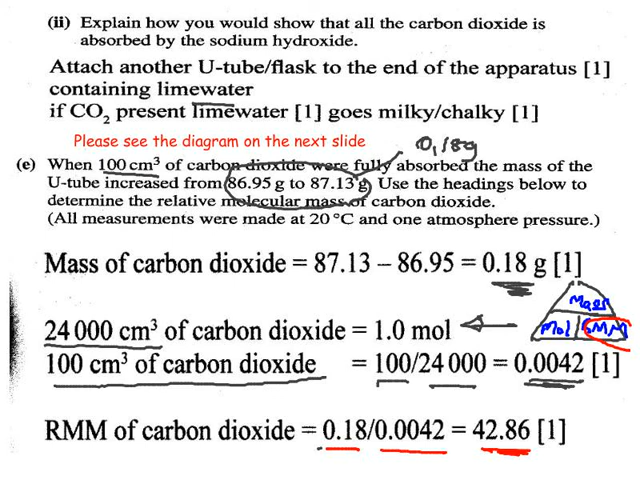 (ii) Explain how you would show that all the carbon dioxide is
absorbed by the sodium hydroxide.
Attach another U-tube/flask to the end of the apparatus [1]
containing limewater
if CO₂ present limewater [1] goes milky/chalky [1]
Please see the diagram on the next slide
0.18g
(e) When 100 cm³ of carbon dioxide were fully absorbed the mass of the
U-tube increased from 86.95 g to 87.13 g. Use the headings below to
determine the relative molecular mass of carbon dioxide.
(All measurements were made at 20 °C and one atmosphere pressure.)
Mass of carbon dioxide = 87.13 – 86.95 = 0.18 g [1]
Mass
24 000 cm³ of carbon dioxide = 1.0 mol
Mol RMM
100 cm³ of carbon dioxide = 100/24 000 = 0.0042 [1]
RMM of carbon dioxide = 0.18/0.0042 = 42.86 [1]